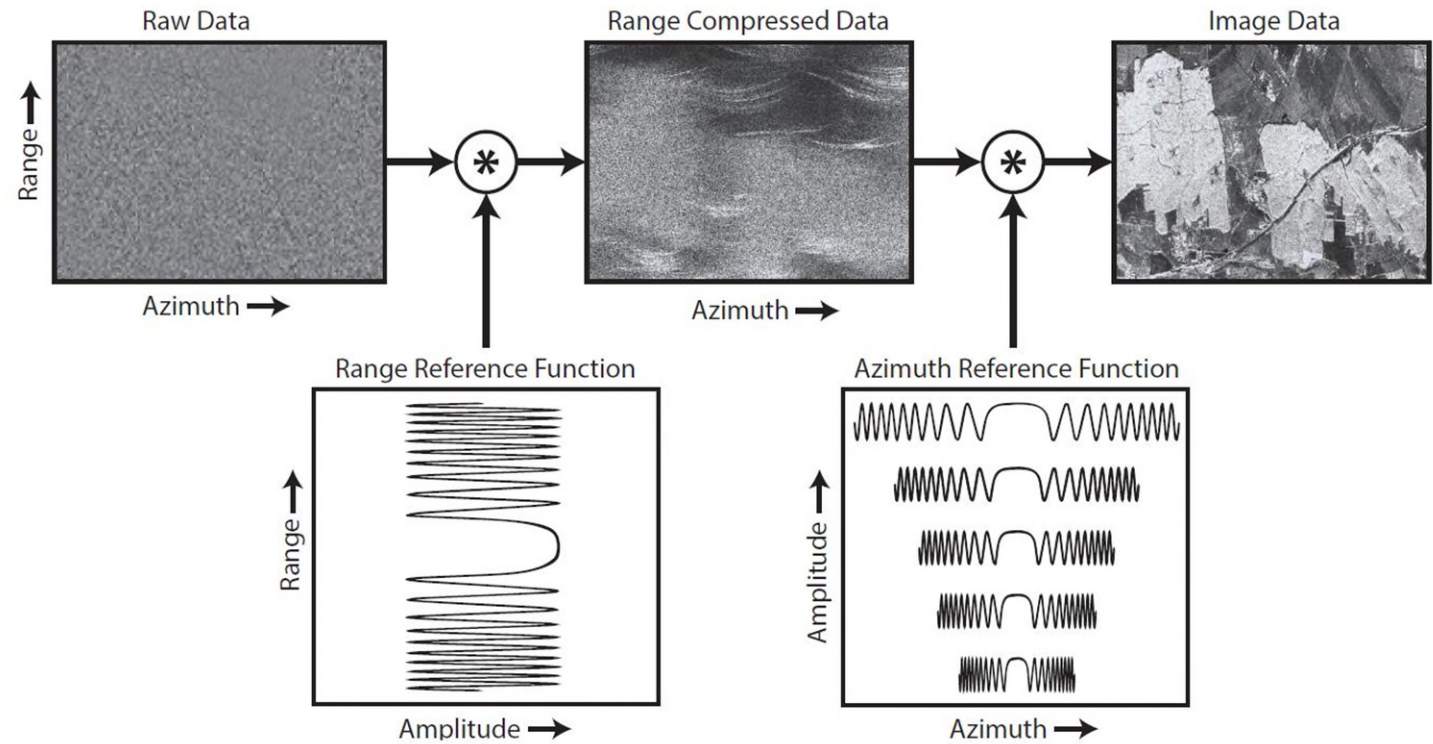 Raw Data
Range Compressed Data
Image Data
Range
*
*
Azimuth
Azimuth
Range Reference Function
Azimuth Reference Function
Range
Amplitude
Amplitude
Azimuth